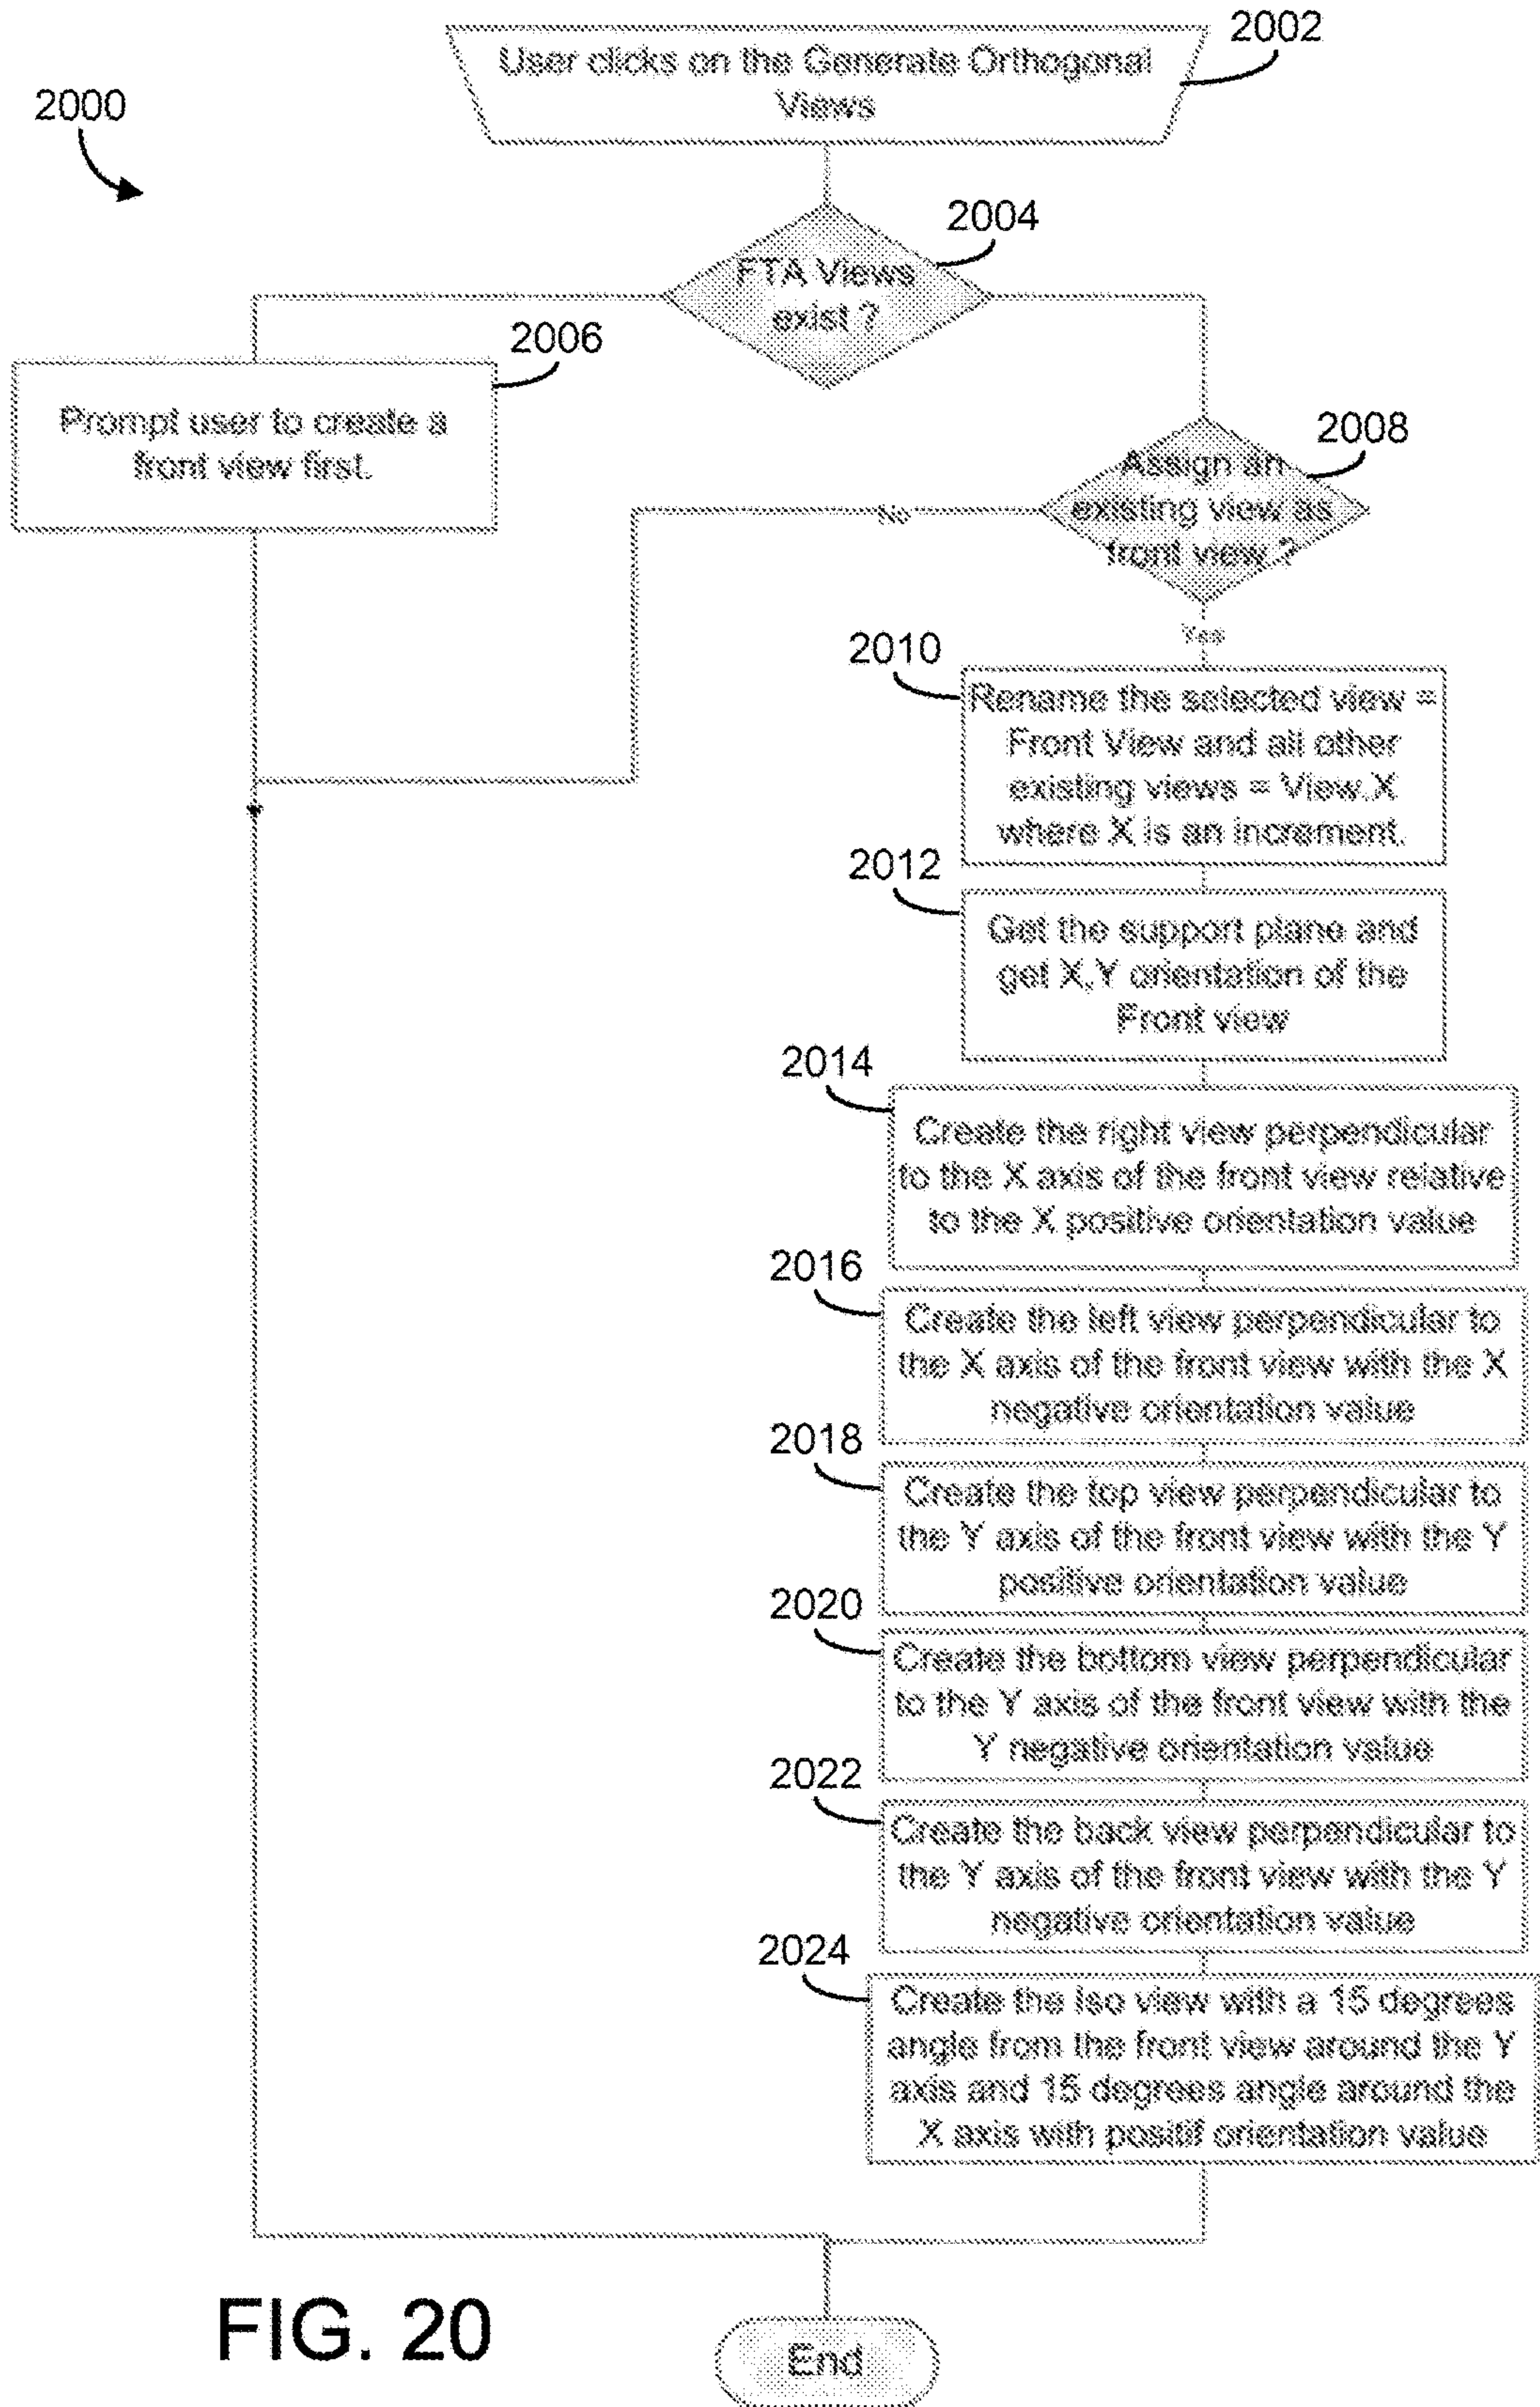 2002
User clicks on the Generate Orthogonal
Views
2000
2004
FTA Views
exist ?
2006
Prompt user to create a
front view first.
2008
Assign an
existing view as
front view ?
No
Yes
2010
Rename the selected view =
Front View and all other
existing views = View.X
where X is an increment.
2012
Get the support plane and
get X,Y orientation of the
Front view
2014
Create the right view perpendicular
to the X axis of the front view relative
to the X positive orientation value
2016
Create the left view perpendicular to
the X axis of the front view with the X
negative orientation value
2018
Create the top view perpendicular to
the Y axis of the front view with the Y
positive orientation value
2020
Create the bottom view perpendicular
to the Y axis of the front view with the
Y negative orientation value
2022
Create the back view perpendicular to
the Y axis of the front view with the Y
negative orientation value
2024
Create the Iso view with a 15 degrees
angle from the front view around the Y
axis and 15 degrees angle around the
X axis with positif orientation value
End
FIG. 20